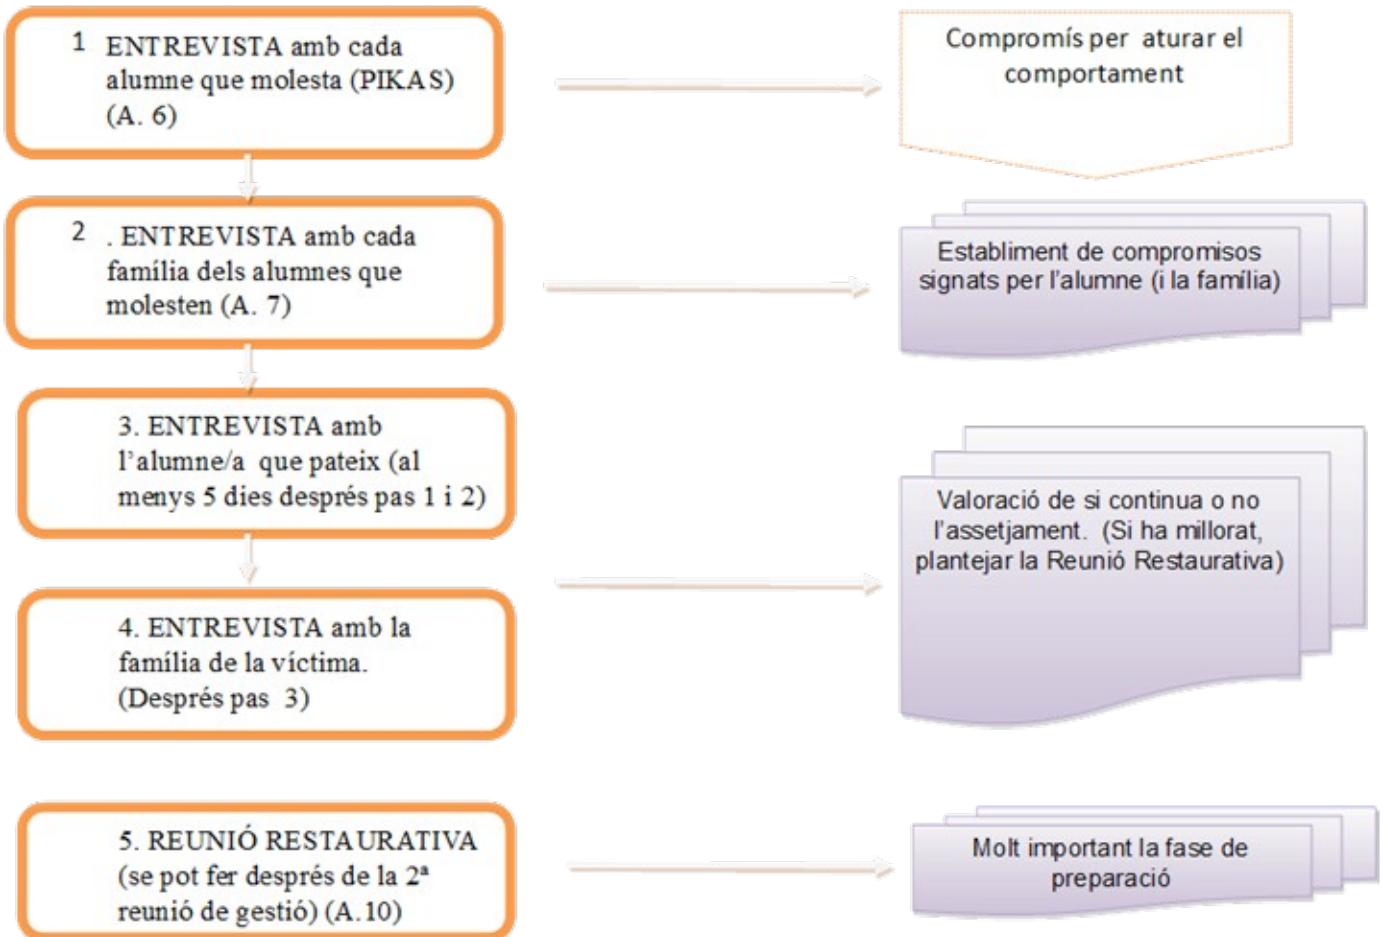 1 ENTREVISTA amb cada
alumne que molesta (PIKAS)
(A. 6)
Compromís per aturar el
comportament
2 . ENTREVISTA amb cada
família dels alumnes que
molesten (A. 7)
Establiment de compromisos
signats per l'alumne (i la família)
3. ENTREVISTA amb
l'alumne/a que pateix (al
menys 5 dies després pas 1 i 2)
4. ENTREVISTA amb la
família de la víctima.
(Després pas 3)
Valoració de si continua o no
l'assetjament. (Si ha millorat,
plantejar la Reunió Restaurativa)
5. REUNIÓ RESTAURATIVA
(se pot fer després de la 2ª
reunió de gestió) (A.10)
Molt important la fase de
preparació